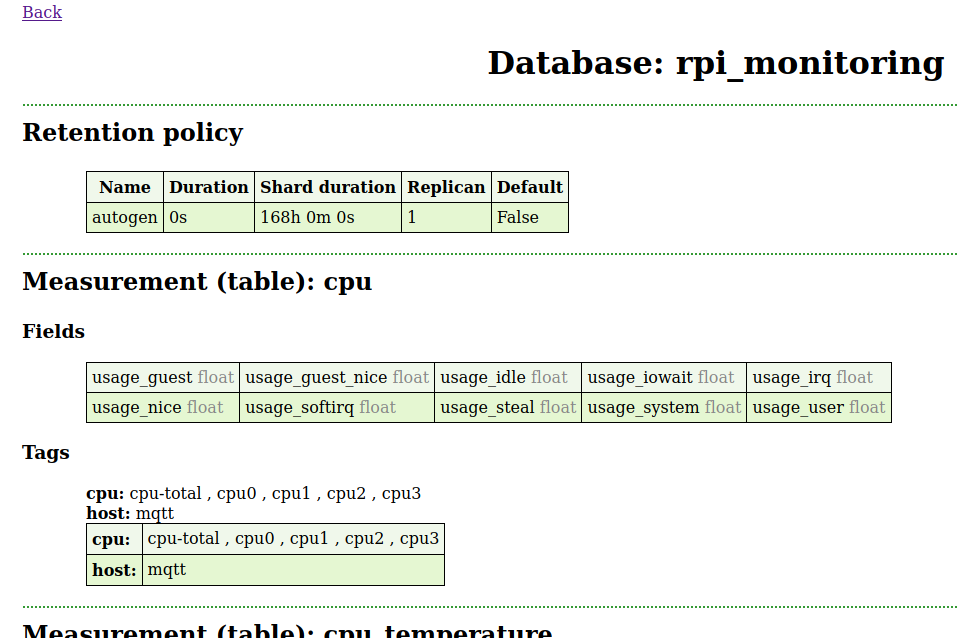 Back
Database: rpi_monitoring
Retention policy
Name Duration Shard duration Replican Default
autogen 0s 168h 0m 0s 1 False
Measurement (table): cpu
Fields
usage_guest float usage_guest_nice float usage_idle float usage_iowait float usage_irq float
usage_nice float usage_softirq float usage_steal float usage_system float usage_user float
Tags
cpu: cpu-total , cpu0 , cpu1 , cpu2 , cpu3
host: mqtt
cpu: cpu-total , cpu0 , cpu1 , cpu2 , cpu3
host: mqtt
Measurement (table): cpu_temperature